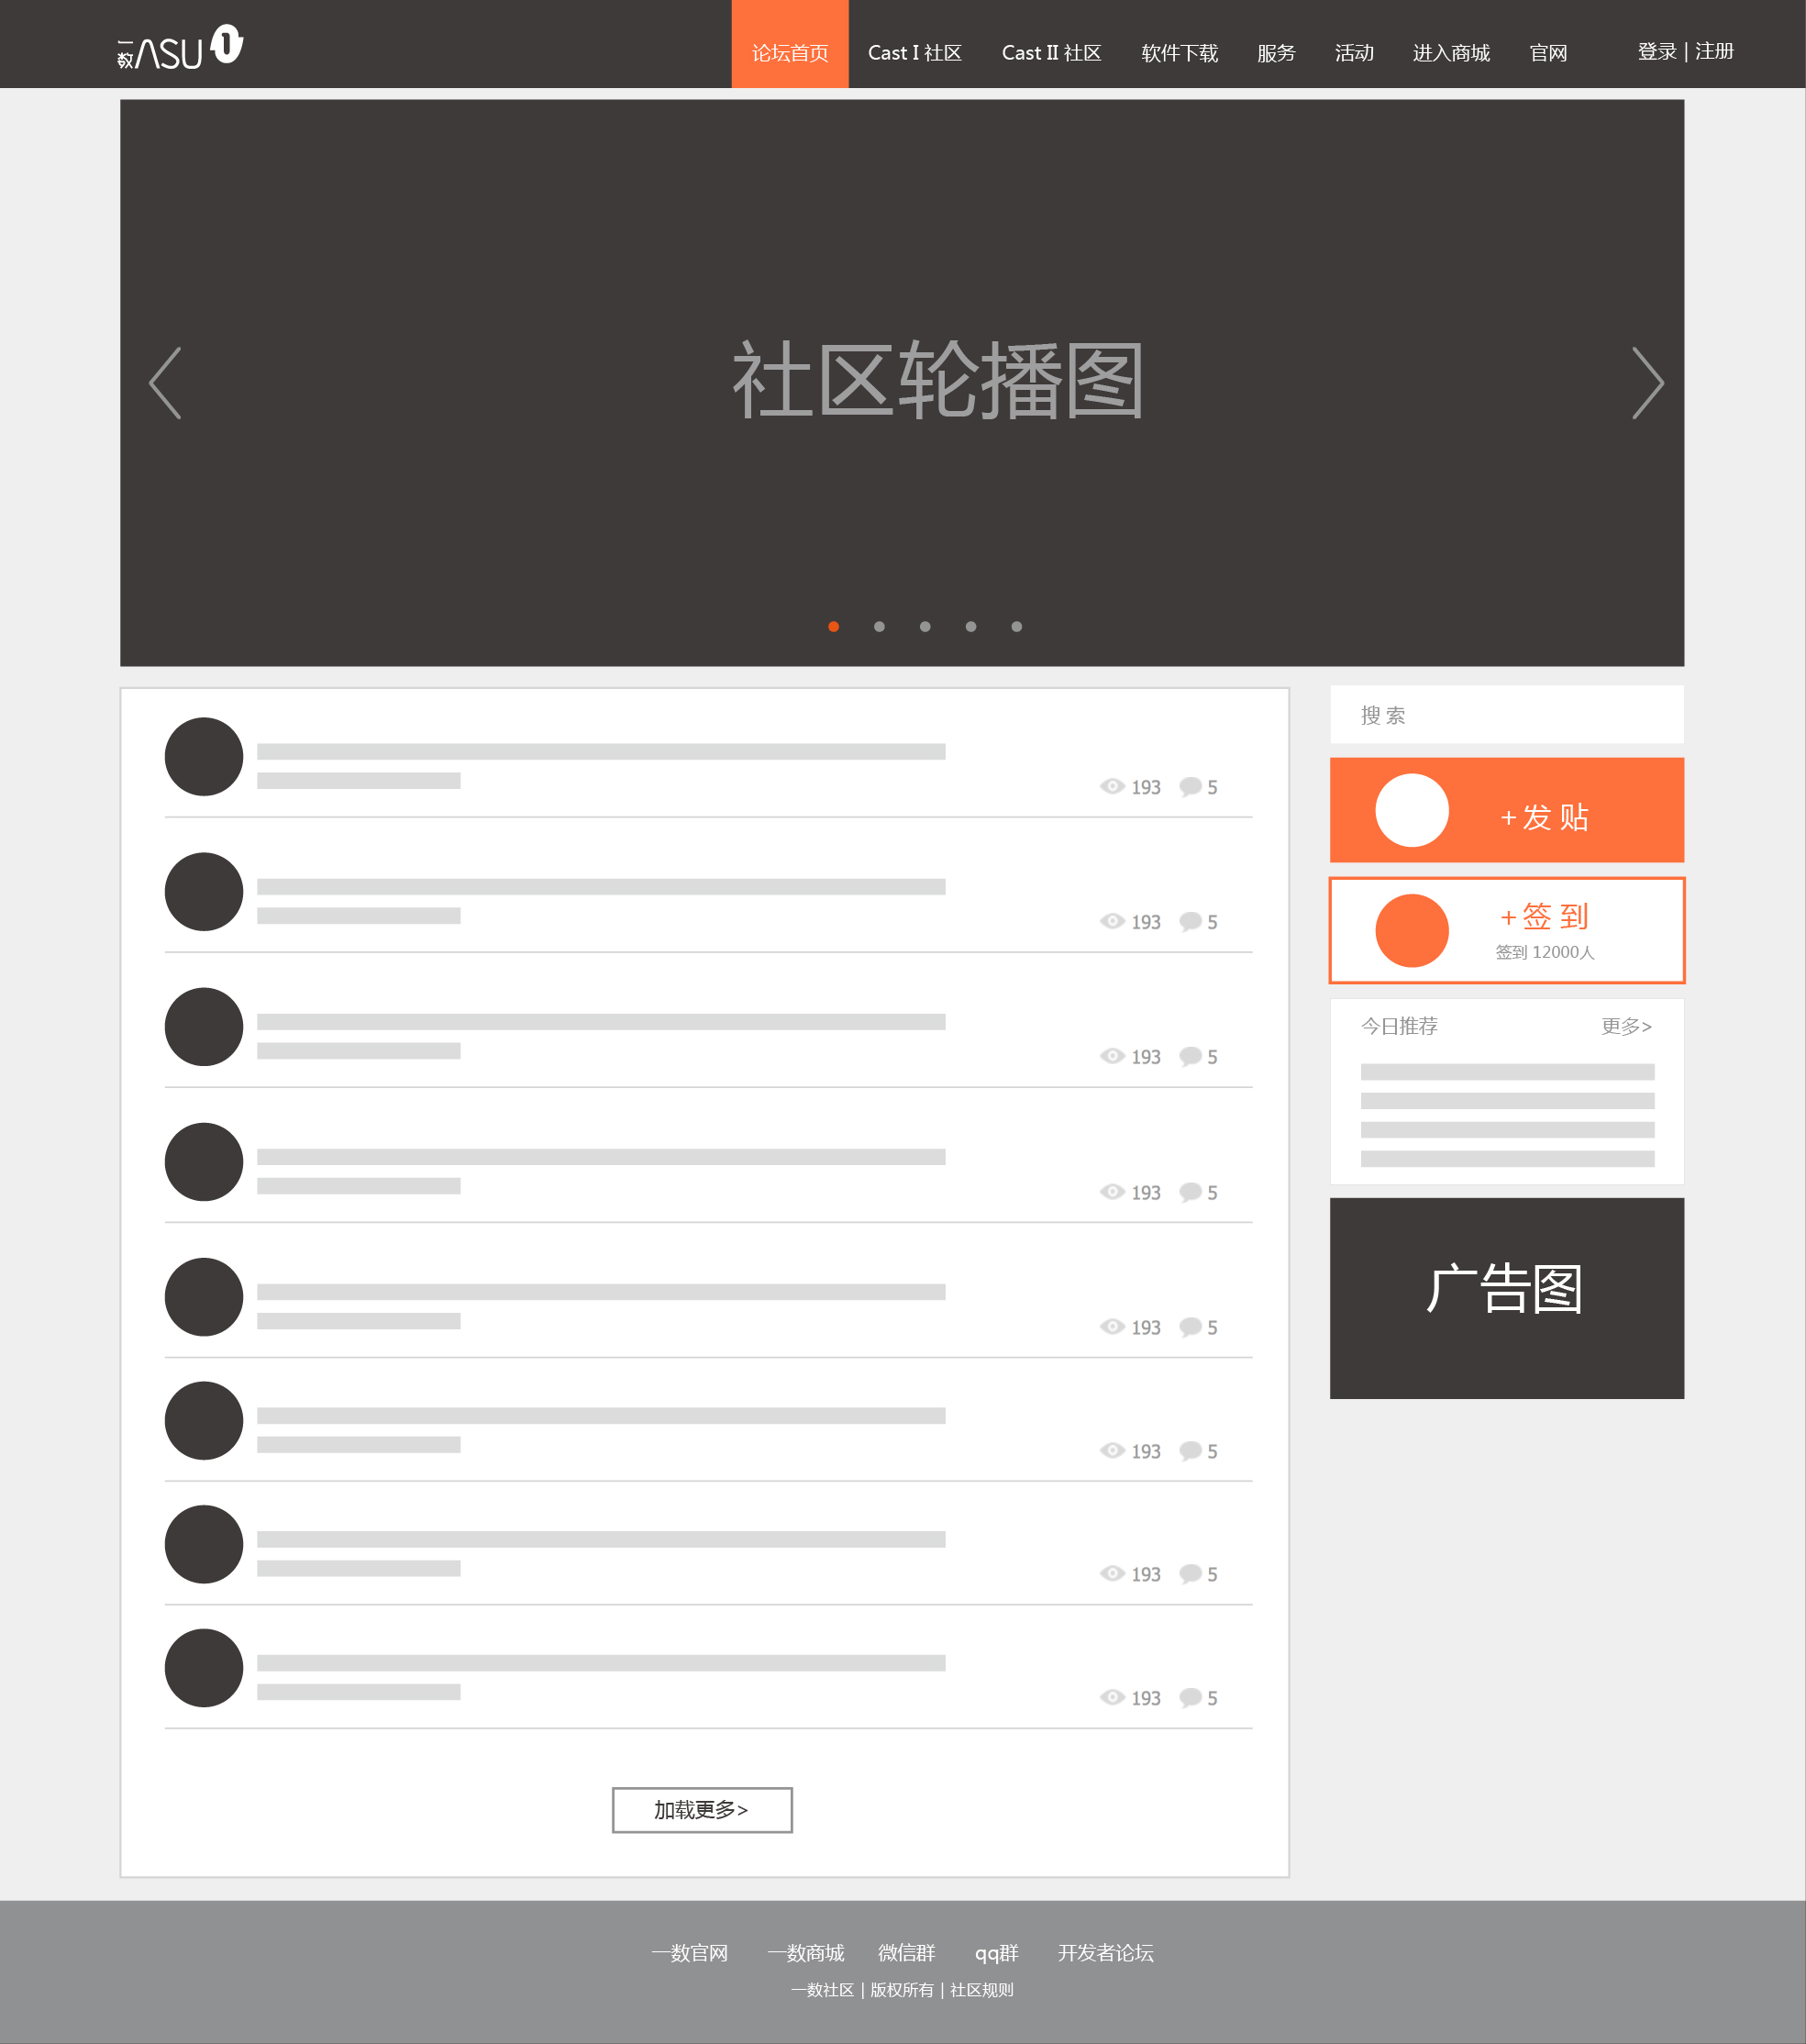 一数 ASU
论坛首页 Cast I 社区 Cast II 社区 软件下载 服务 活动 进入商城 官网 登录 | 注册
社区轮播图
搜 索
193 5
+ 发 贴
193 5
+ 签 到
签到 12000人
今日推荐 更多>
193 5
193 5
广告图
193 5
193 5
193 5
193 5
加载更多>
一数官网 一数商城 微信群 qq群 开发者论坛
一数社区 | 版权所有 | 社区规则